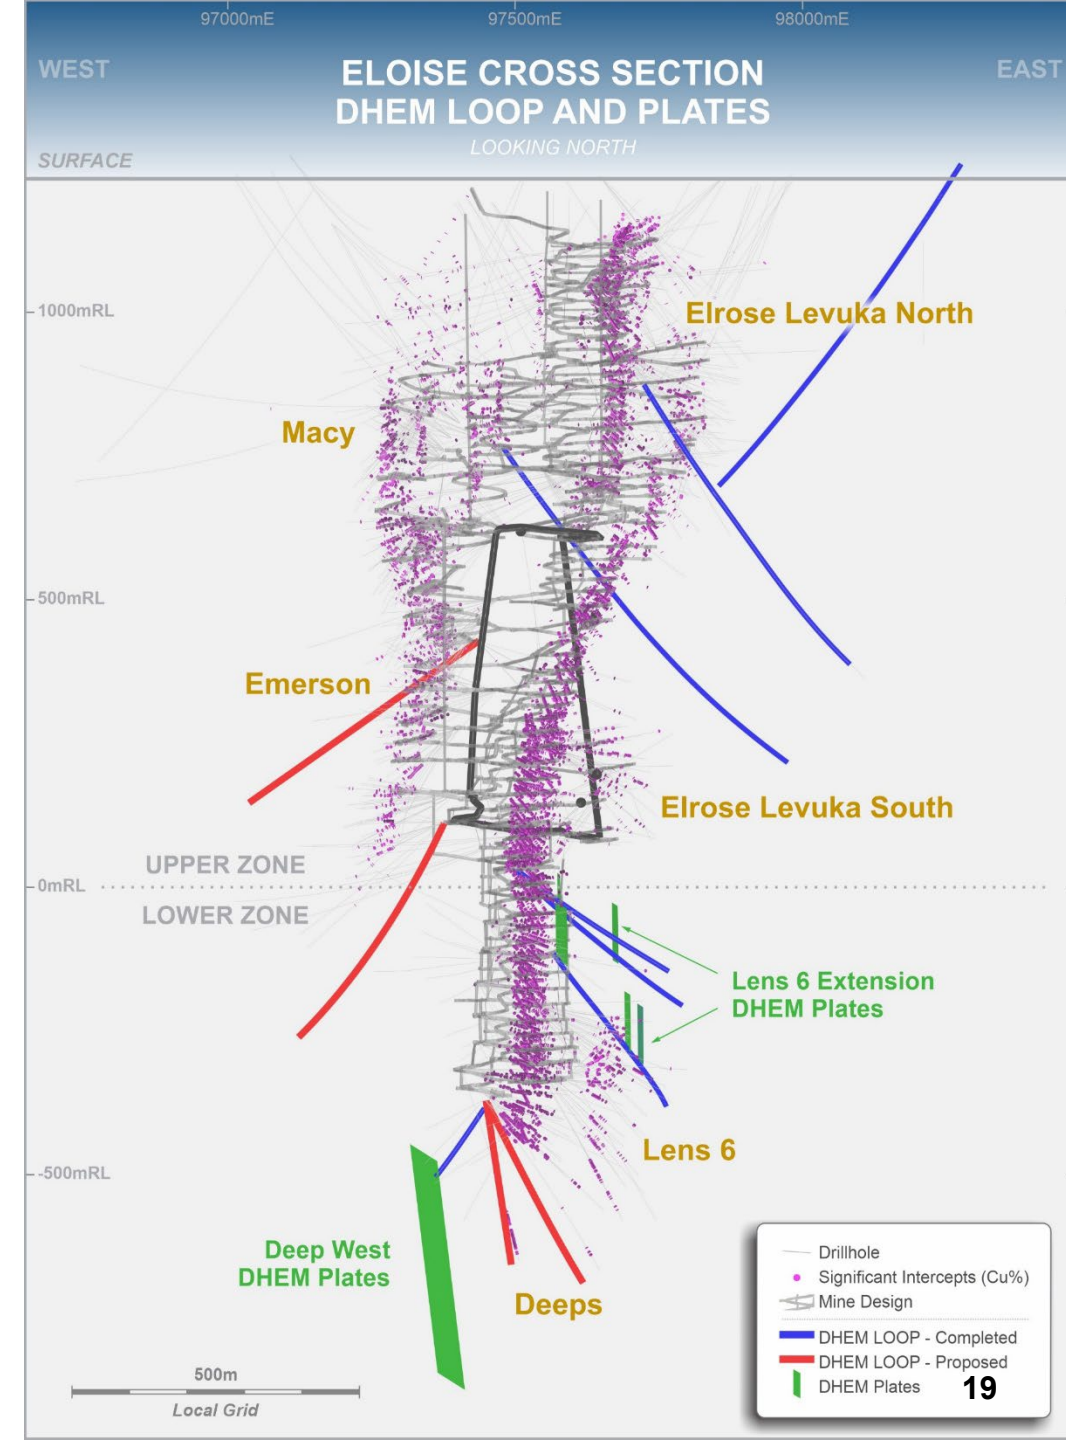 97000mE 97500mE 98000mE
WEST
ELOISE CROSS SECTION
EAST
DHEM LOOP AND PLATES
LOOKING NORTH
SURFACE
1000mRL
Elrose Levuka North
Macy
500mRL
Emerson
Elrose Levuka South
UPPER ZONE
0mRL
LOWER ZONE
Lens 6 Extension
DHEM Plates
Lens 6
-500mRL
Deep West
DHEM Plates
Deeps
Drillhole
Significant Intercepts (Cu%)
Mine Design
DHEM LOOP - Completed
DHEM LOOP - Proposed
DHEM Plates
19
500m
Local Grid